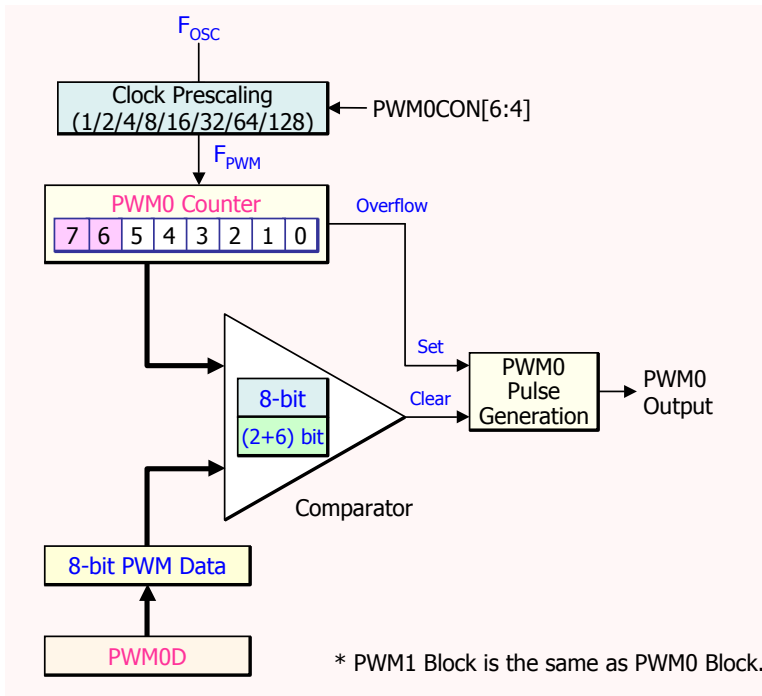 F_OSC
Clock Prescaling
(1/2/4/8/16/32/64/128)
PWM0CON[6:4]
F_PWM
PWM0 Counter
7 6 5 4 3 2 1 0
Overflow
Set
8-bit
(2+6) bit
Clear
PWM0
Pulse
Generation
PWM0
Output
Comparator
8-bit PWM Data
PWM0D
* PWM1 Block is the same as PWM0 Block.